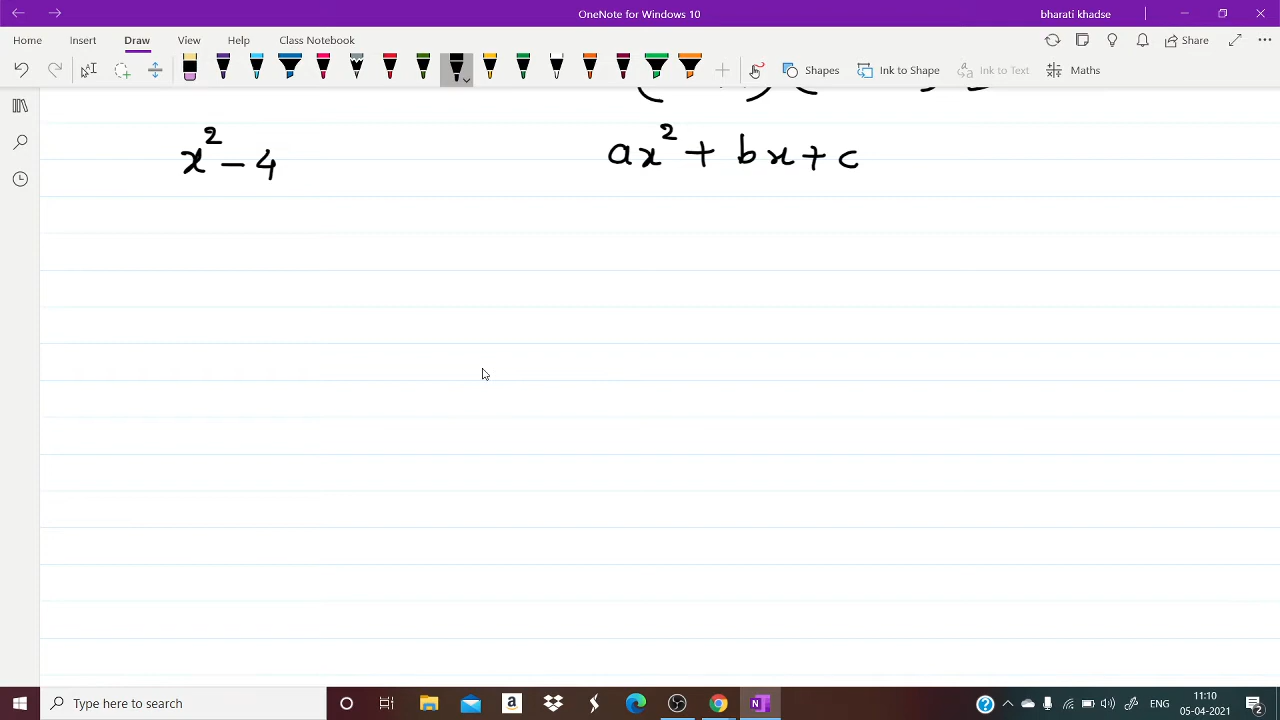 OneNote for Windows 10
bharati khadse
Home Insert Draw View Help Class Notebook Share
Shapes Ink to Shape Ink to Text Maths
x² – 4
ax² + bx + c
Type here to search
ENG
11:10
05-04-2021
2